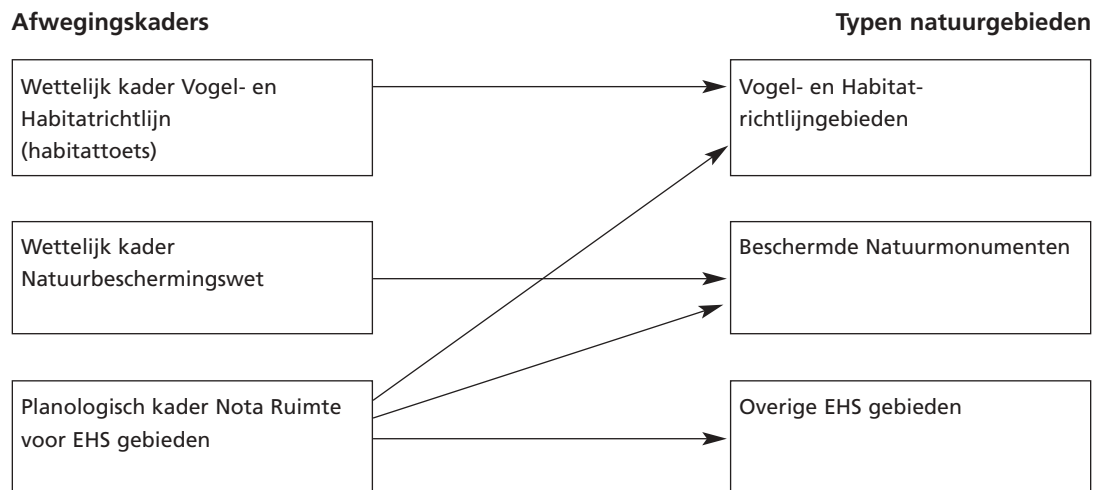 Afwegingskaders
Typen natuurgebieden
Wettelijk kader Vogel- en
Habitatrichtlijn
(habitattoets)
Vogel- en Habitat-
richtlijngebieden
Wettelijk kader
Natuurbeschermingswet
Beschermde Natuurmonumenten
Planologisch kader Nota Ruimte
voor EHS gebieden
Overige EHS gebieden